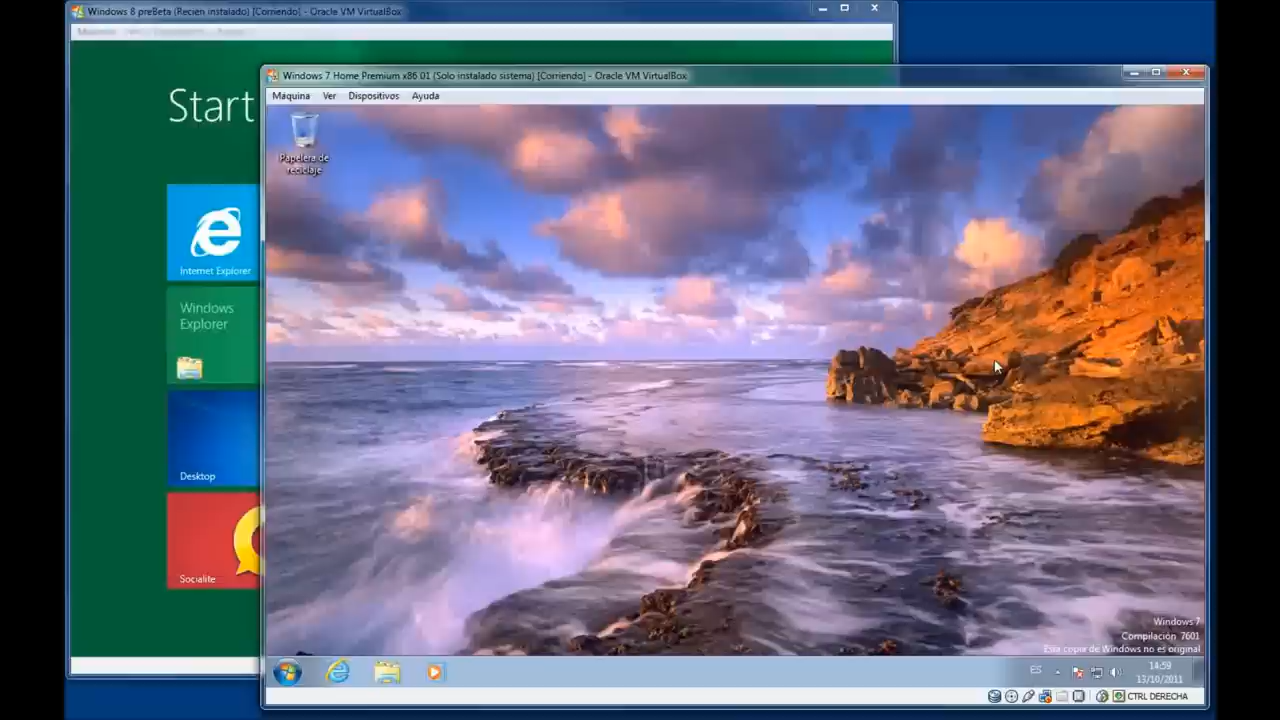 Windows 8 preBeta (Recien instalado) [Corriendo] - Oracle VM VirtualBox
Start
Internet Explorer
Windows
Explorer
Desktop
Socialite
Windows 7 Home Premium x86 01 (Solo instalado sistema) [Corriendo] - Oracle VM VirtualBox
Máquina Ver Dispositivos Ayuda
Papelera de
reciclaje
Windows 7
Compilación 7601
Esta copia de Windows no es original
ES
14:59
13/10/2011
CTRL DERECHA